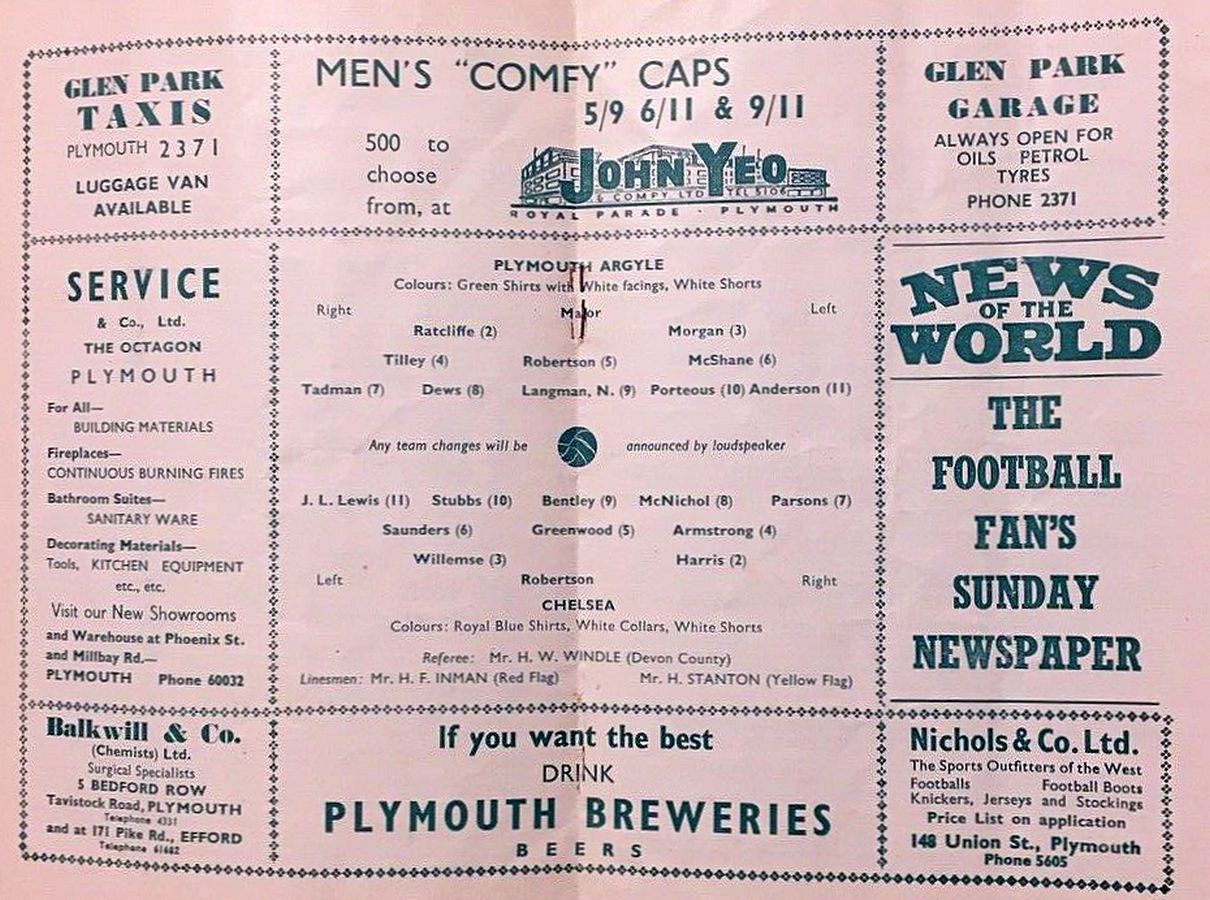 GLEN PARK
TAXIS
PLYMOUTH 2371
LUGGAGE VAN
AVAILABLE
MEN'S "COMFY" CAPS
5/9 6/11 & 9/11
500 to
choose
from, at
JOHN YEO
& COMPY LTD TEL 5106
ROYAL PARADE · PLYMOUTH
GLEN PARK
GARAGE
ALWAYS OPEN FOR
OILS PETROL
TYRES
PHONE 2371
SERVICE
& Co., Ltd.
THE OCTAGON
PLYMOUTH
For All—
BUILDING MATERIALS
Fireplaces—
CONTINUOUS BURNING FIRES
Bathroom Suites—
SANITARY WARE
Decorating Materials—
Tools, KITCHEN EQUIPMENT
etc., etc.
Visit our New Showrooms
and Warehouse at Phoenix St.
and Millbay Rd.—
PLYMOUTH Phone 60032
PLYMOUTH ARGYLE
Colours: Green Shirts with White facings, White Shorts
Right Major Left
Ratcliffe (2) Morgan (3)
Tilley (4) Robertson (5) McShane (6)
Tadman (7) Dews (8) Langman, N. (9) Porteous (10) Anderson (11)
Any team changes will be announced by loudspeaker
J. L. Lewis (11) Stubbs (10) Bentley (9) McNichol (8) Parsons (7)
Saunders (6) Greenwood (5) Armstrong (4)
Willemse (3) Harris (2)
Left Robertson Right
CHELSEA
Colours: Royal Blue Shirts, White Collars, White Shorts
Referee: Mr. H. W. WINDLE (Devon County)
Linesmen: Mr. H. F. INMAN (Red Flag) Mr. H. STANTON (Yellow Flag)
NEWS
OF THE
WORLD
THE
FOOTBALL
FAN'S
SUNDAY
NEWSPAPER
Balkwill & Co.
(Chemists) Ltd.
Surgical Specialists
5 BEDFORD ROW
Tavistock Road, PLYMOUTH
Telephone 4331
and at 171 Pike Rd., EFFORD
Telephone 61682
If you want the best
DRINK
PLYMOUTH BREWERIES
BEERS
Nichols & Co. Ltd.
The Sports Outfitters of the West
Footballs Football Boots
Knickers, Jerseys and Stockings
Price List on application
148 Union St., Plymouth
Phone 5605